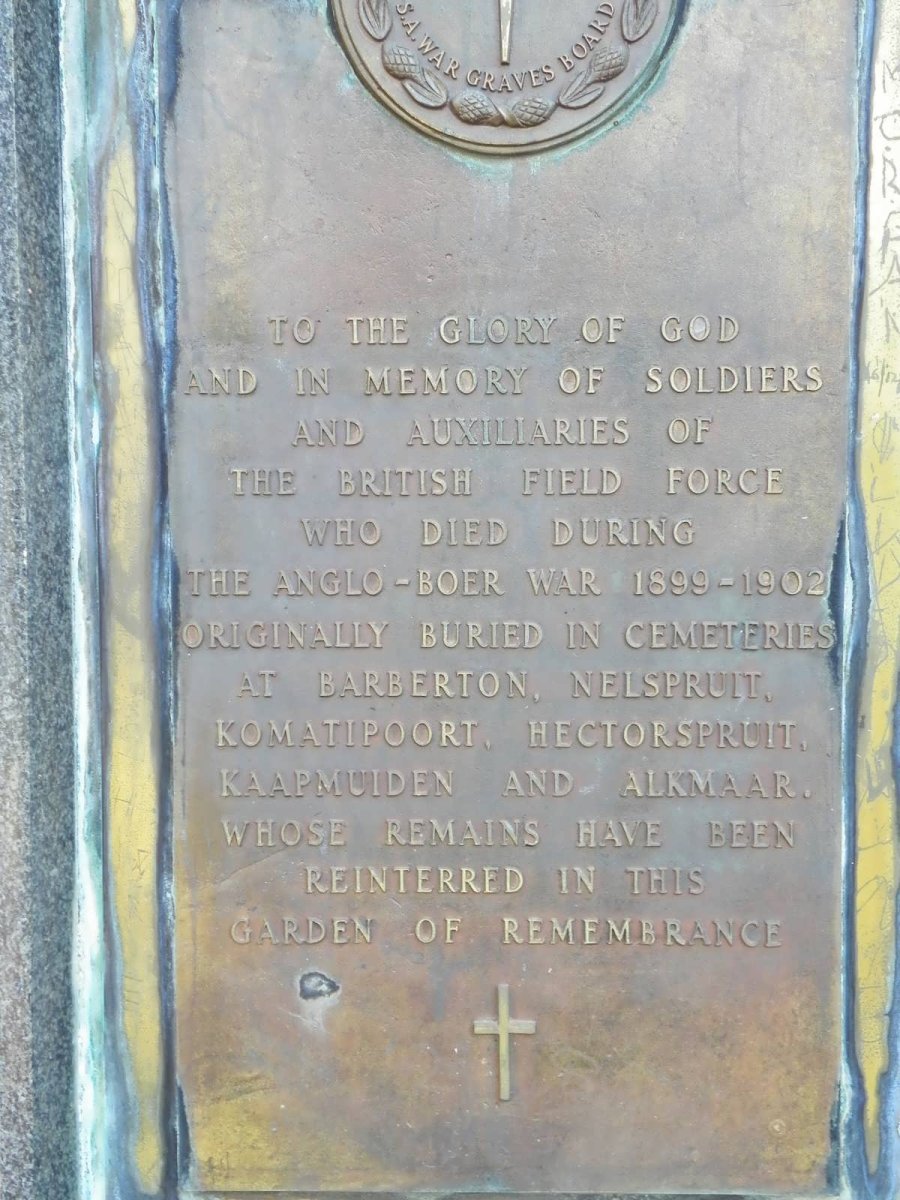 S.A. WAR GRAVES BOARD
TO THE GLORY OF GOD
AND IN MEMORY OF SOLDIERS
AND AUXILIARIES OF
THE BRITISH FIELD FORCE
WHO DIED DURING
THE ANGLO-BOER WAR 1899-1902
ORIGINALLY BURIED IN CEMETERIES
AT BARBERTON, NELSPRUIT,
KOMATIPOORT, HECTORSPRUIT,
KAAPMUIDEN AND ALKMAAR.
WHOSE REMAINS HAVE BEEN
REINTERRED IN THIS
GARDEN OF REMEMBRANCE